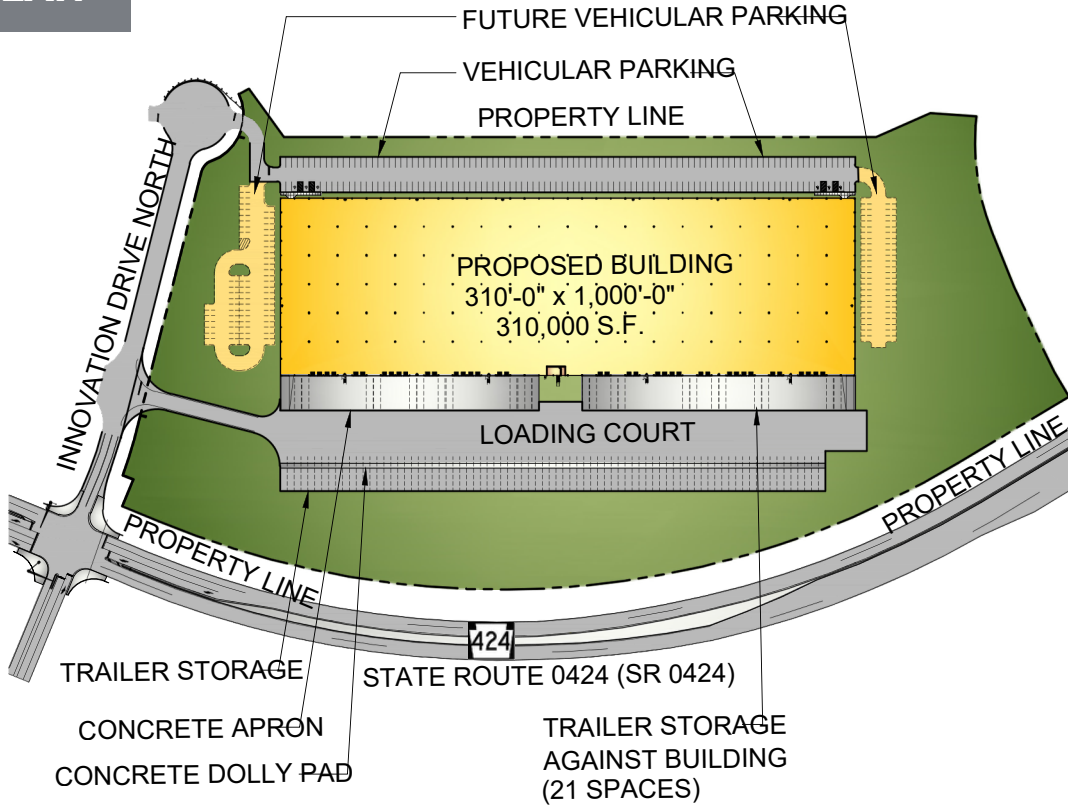 FUTURE VEHICULAR PARKING
VEHICULAR PARKING
PROPERTY LINE
INNOVATION DRIVE NORTH
PROPOSED BUILDING
310'-0" x 1,000'-0"
310,000 S.F.
LOADING COURT
PROPERTY LINE
PROPERTY LINE
424
STATE ROUTE 0424 (SR 0424)
TRAILER STORAGE
CONCRETE APRON
CONCRETE DOLLY PAD
TRAILER STORAGE
AGAINST BUILDING
(21 SPACES)